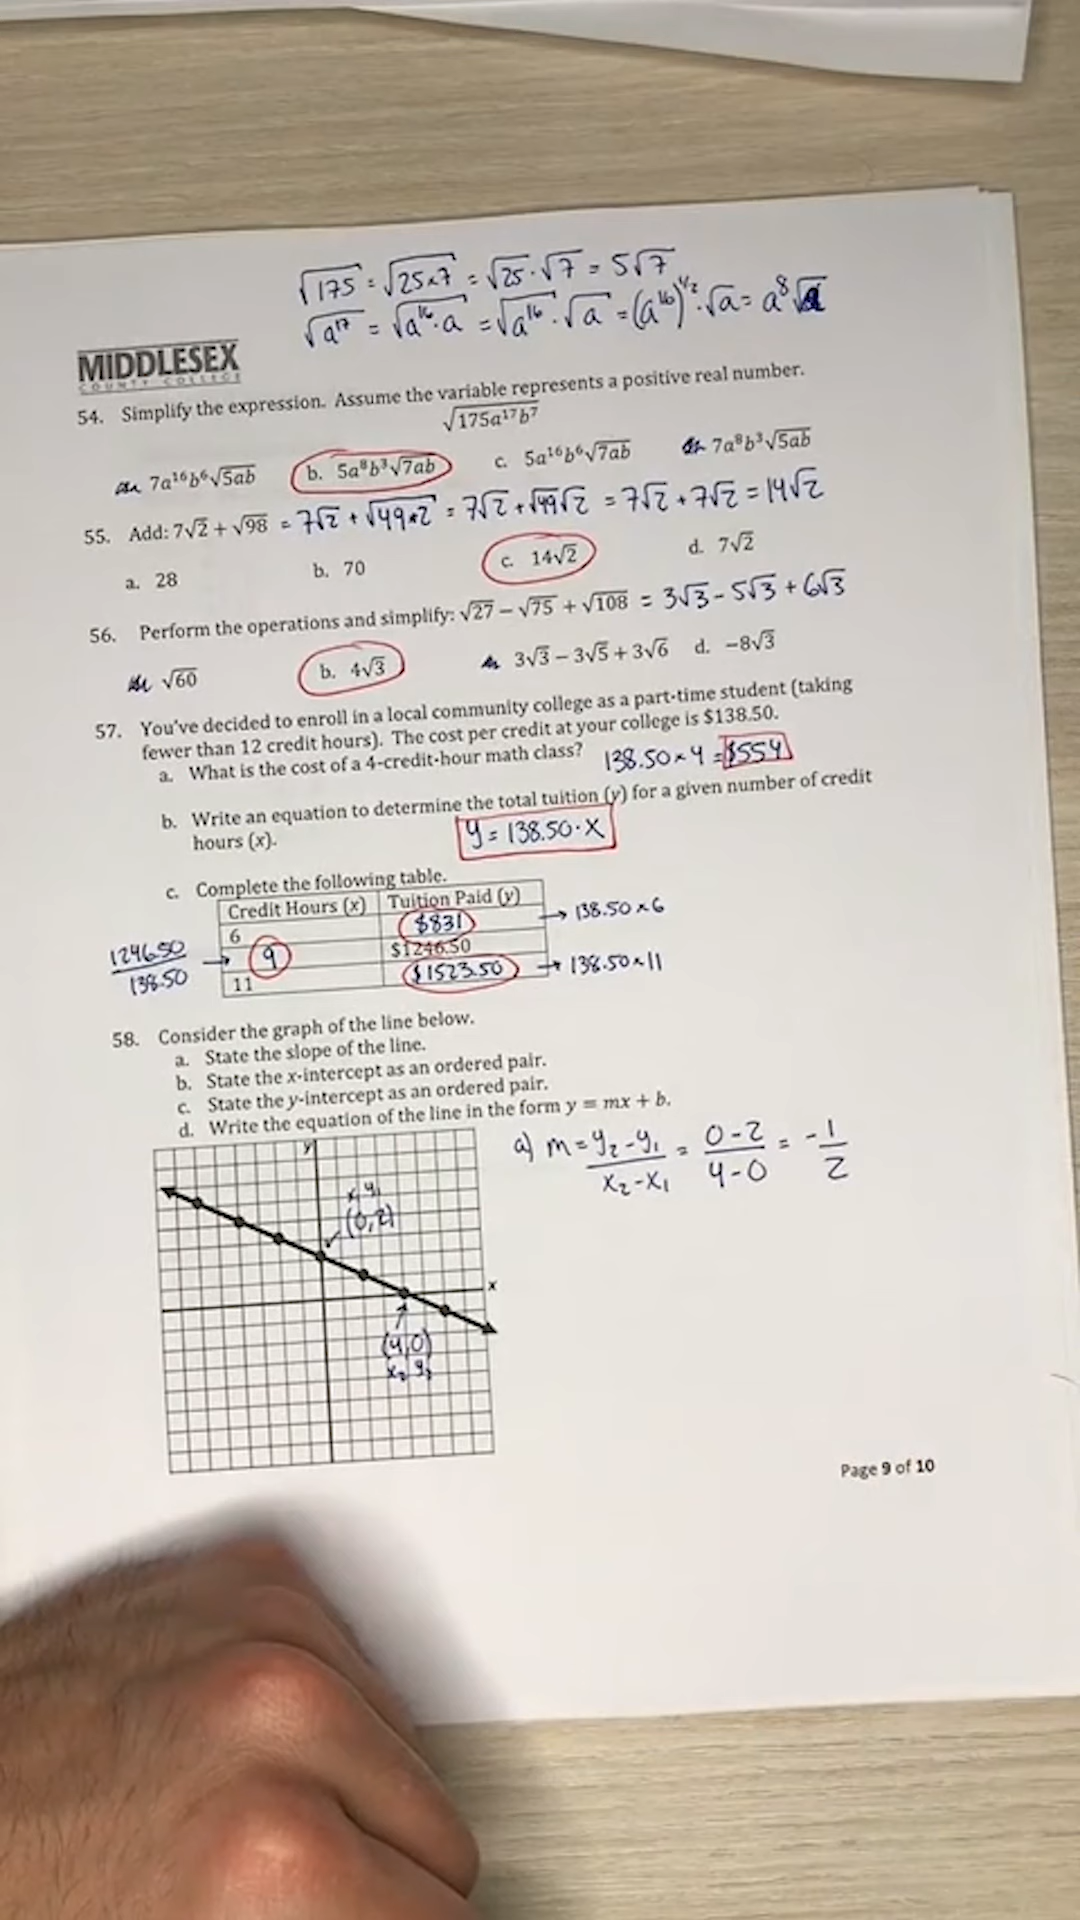 √175 = √25×7 = √25 · √7 = 5√7
√a¹⁷ = √a¹⁶·a = √a¹⁶ · √a = (a¹⁶)^1/2 · √a = a⁸√a
MIDDLESEX
COUNTY COLLEGE
54. Simplify the expression. Assume the variable represents a positive real number.
√175a¹⁷b⁷
7a¹⁶b⁶√5ab b. 5a⁸b³√7ab c. 5a¹⁶b⁶√7ab 7a⁸b³√5ab
55. Add: 7√2 + √98 = 7√2 + √49×2 = 7√2 + √49√2 = 7√2 + 7√2 = 14√2
a. 28 b. 70 c. 14√2 d. 7√2
56. Perform the operations and simplify: √27 − √75 + √108 = 3√3 - 5√3 + 6√3
√60 b. 4√3 3√3 − 3√5 + 3√6 d. −8√3
57. You've decided to enroll in a local community college as a part-time student (taking
fewer than 12 credit hours). The cost per credit at your college is $138.50.
a. What is the cost of a 4-credit-hour math class? 138.50×4 = $554
b. Write an equation to determine the total tuition (y) for a given number of credit
hours (x). y = 138.50·x
c. Complete the following table.
Credit Hours (x) Tuition Paid (y)
6 $831 → 138.50×6
1246.50/138.50 → 9 $1246.50
11 $1523.50 → 138.50×11
58. Consider the graph of the line below.
a. State the slope of the line.
b. State the x-intercept as an ordered pair.
c. State the y-intercept as an ordered pair.
d. Write the equation of the line in the form y = mx + b.
a) m = y₂-y₁/x₂-x₁ = 0-2/4-0 = -1/2
y
x₁ y₁
(0,2)
x
(4,0)
x₂ y₂
Page 9 of 10